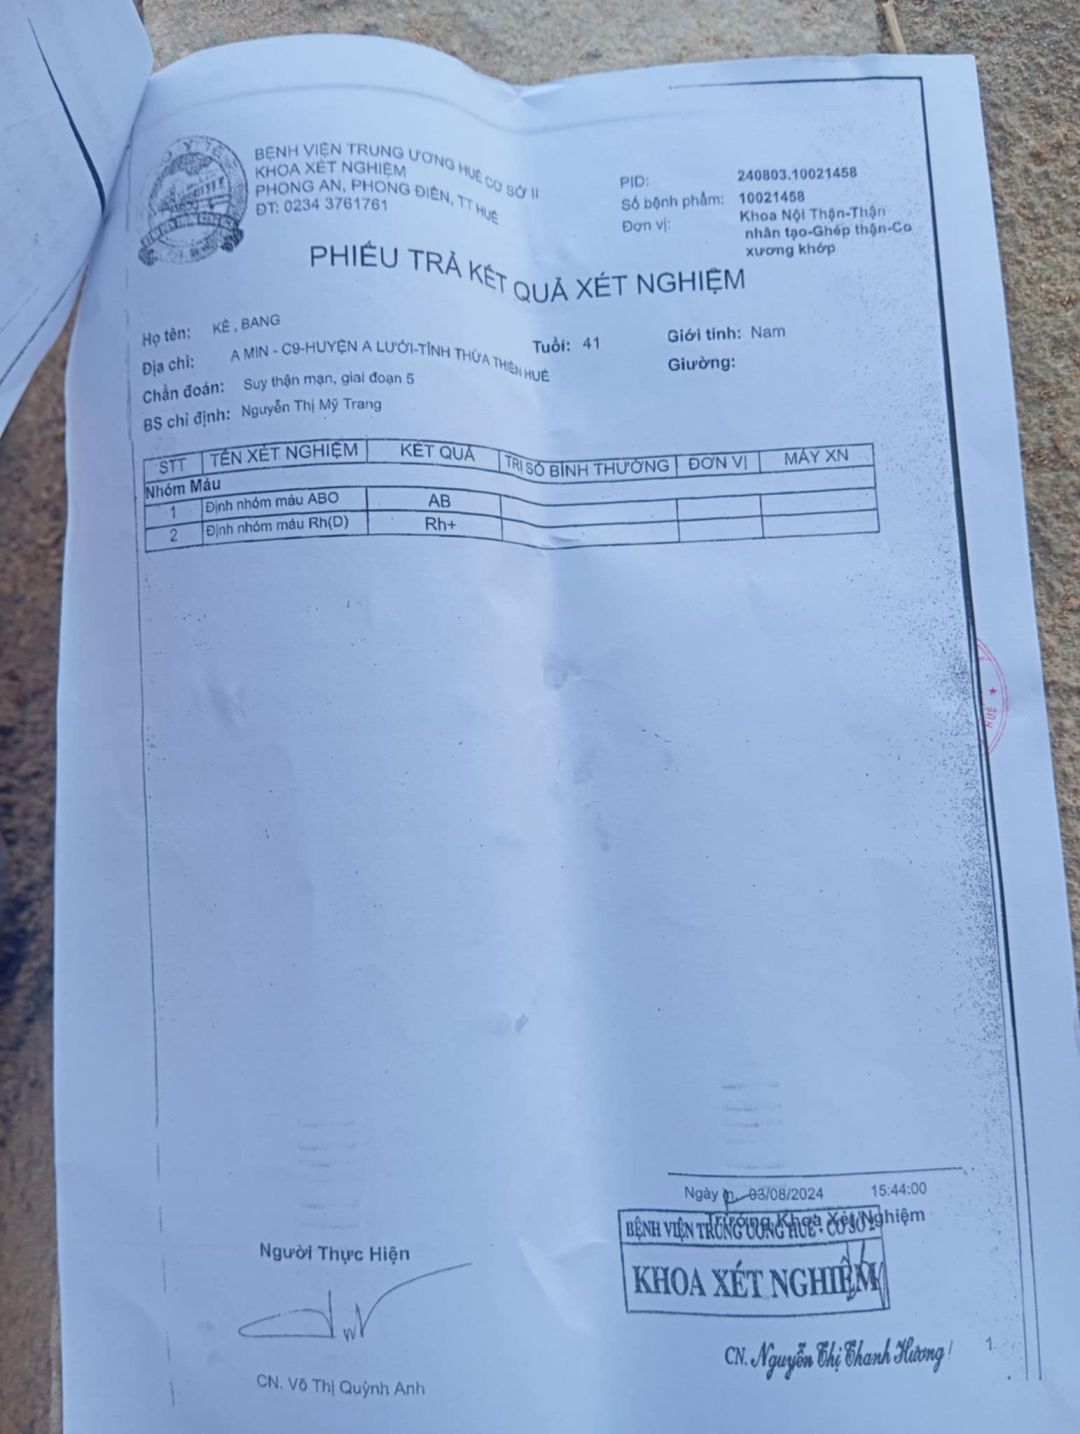 BỆNH VIỆN TRUNG ƯƠNG HUẾ CƠ SỞ II
KHOA XÉT NGHIỆM
PHONG AN, PHONG ĐIỀN, TT HUẾ
ĐT: 0234 3761761
PID: 240803.10021458
Số bệnh phẩm: 10021458
Đơn vị: Khoa Nội Thận-Thận
nhân tạo-Ghép thận-Cơ
xương khớp
PHIẾU TRẢ KẾT QUẢ XÉT NGHIỆM
Họ tên: KÊ , BANG Tuổi: 41 Giới tính: Nam
Địa chỉ: A MIN - C9-HUYỆN A LƯỚI-TỈNH THỪA THIÊN HUẾ Giường:
Chẩn đoán: Suy thận mạn, giai đoạn 5
BS chỉ định: Nguyễn Thị Mỹ Trang
STT TÊN XÉT NGHIỆM KẾT QUẢ TRỊ SỐ BÌNH THƯỜNG ĐƠN VỊ MÁY XN
Nhóm Máu
1 Định nhóm máu ABO AB
2 Định nhóm máu Rh(D) Rh+
HUẾ
Ngày in 03/08/2024 15:44:00
Trưởng Khoa Xét Nghiệm
BỆNH VIỆN TRUNG ƯƠNG HUẾ - CƠ SỞ 2
KHOA XÉT NGHIỆM
Người Thực Hiện
CN. Nguyễn Thị Thanh Hương
1
CN. Võ Thị Quỳnh Anh